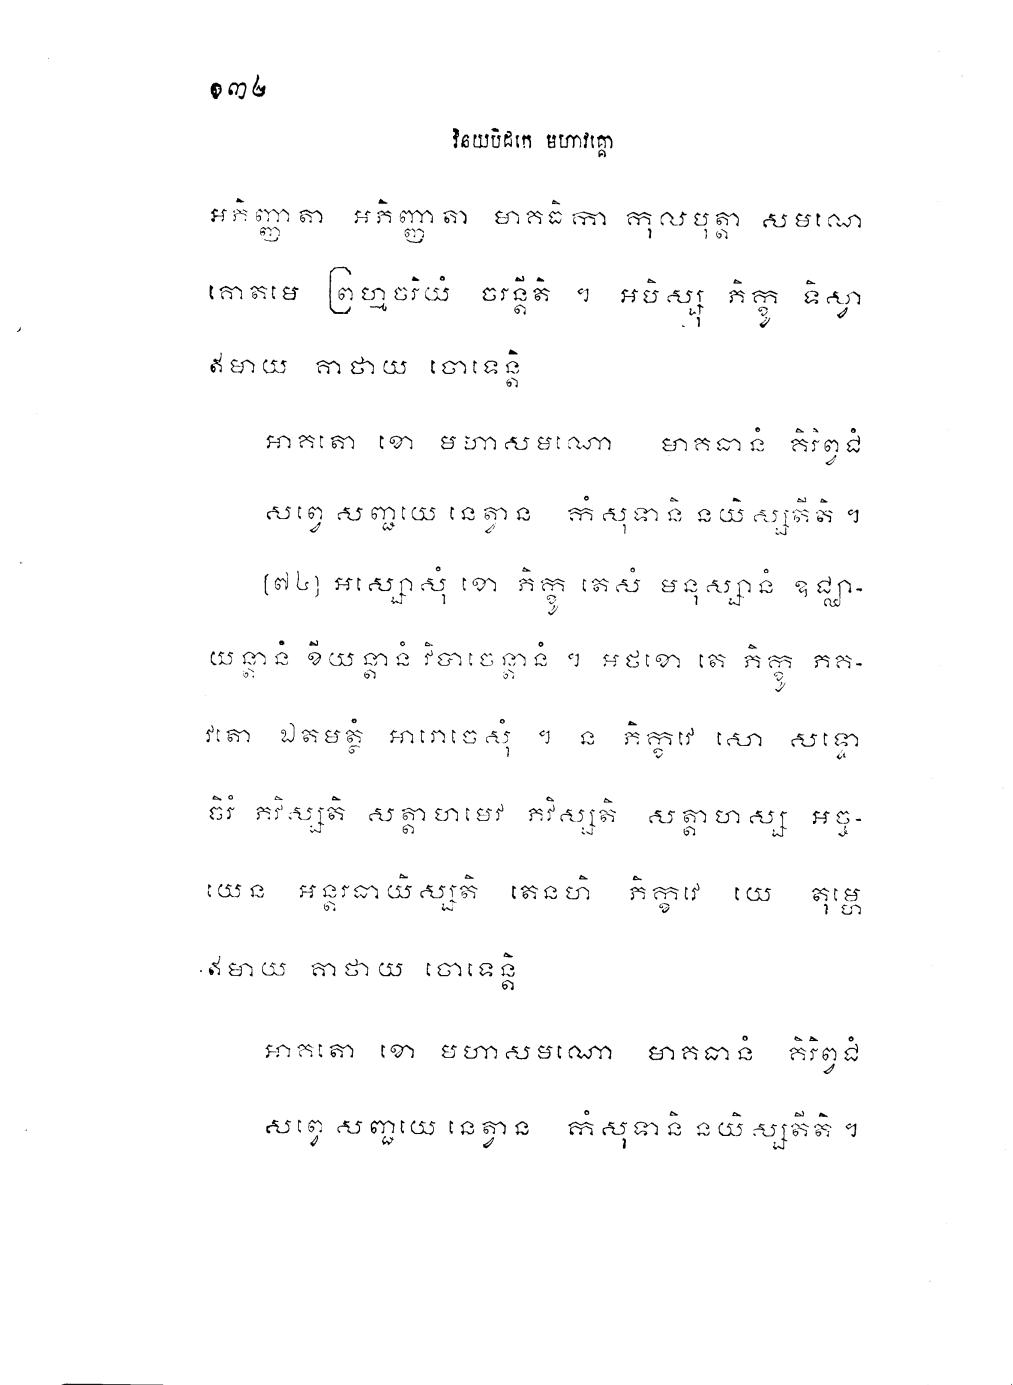 ១៣៤
វិនយបិដកេ មហាវគ្គោ
អភិញ្ញាតា អភិញ្ញាតា មាគធិកា កុលបុត្តា សមណេ
គោតមេ ព្រហ្មចរិយំ ចរន្តីតិ ។ អបិស្សុ ភិក្ខូ ទិស្វា
ឥមាយ គាថាយ ចោទេន្តិ
អាគតោ ខោ មហាសមណោ មាគធានំ គិរិព្វជំ
សព្វេ សញ្ជយេ នេត្វាន កំសុទានិ នយិស្សតីតិ ។
[៧៤] អស្សោសុំ ខោ ភិក្ខូ តេសំ មនុស្សានំ ឧជ្ឈា-
យន្តានំ ខីយន្តានំ វិបាចេន្តានំ ។ អថខោ តេ ភិក្ខូ ភគ-
វតោ ឯតមត្ថំ អារោចេសុំ ។ ន ភិក្ខវេ សោ សទ្ទោ
ចិរំ ភវិស្សតិ សត្តាហមេវ ភវិស្សតិ សត្តាហស្ស អច្ច-
យេន អន្តរធាយិស្សតិ តេនហិ ភិក្ខវេ យេ តុម្ហេ
ឥមាយ គាថាយ ចោទេន្តិ
អាគតោ ខោ មហាសមណោ មាគធានំ គិរិព្វជំ
សព្វេ សញ្ជយេ នេត្វាន កំសុទានិ នយិស្សតីតិ ។